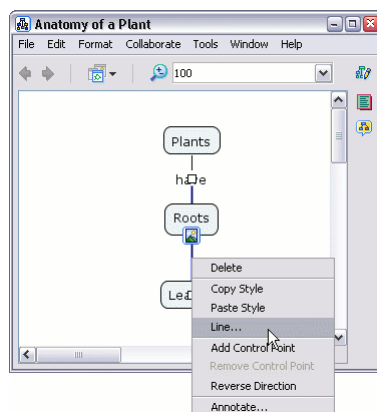 Anatomy of a Plant
File Edit Format Collaborate Tools Window Help
100
Plants
have
Roots
Delete
Copy Style
Paste Style
Line...
Add Control Point
Remove Control Point
Reverse Direction
Annotate...